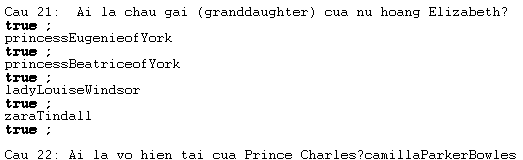 Cau 21:  Ai la chau gai (granddaughter) cua nu hoang Elizabeth?
true ;
princessEugenieofYork
true ;
princessBeatriceofYork
true ;
ladyLouiseWindsor
true ;
zaraTindall
true ;

Cau 22: Ai la vo hien tai cua Prince Charles?camillaParkerBowles